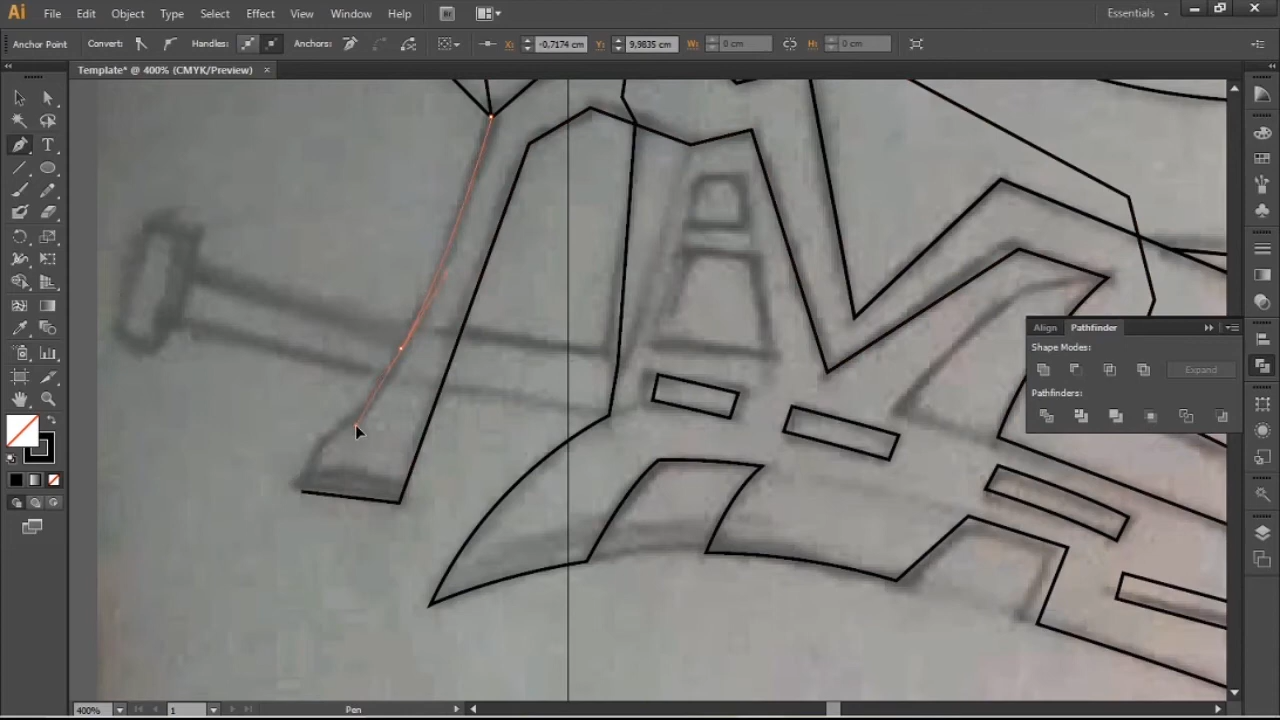 Ai File Edit Object Type Select Effect View Window Help Br Essentials
Anchor Point Convert: Handles: Anchors: X: -0,7174 cm Y: 9,9835 cm W: 0 cm H: 0 cm
Template* @ 400% (CMYK/Preview) ×
T
Align Pathfinder
Shape Modes:
Expand
Pathfinders:
400% 1 Pen